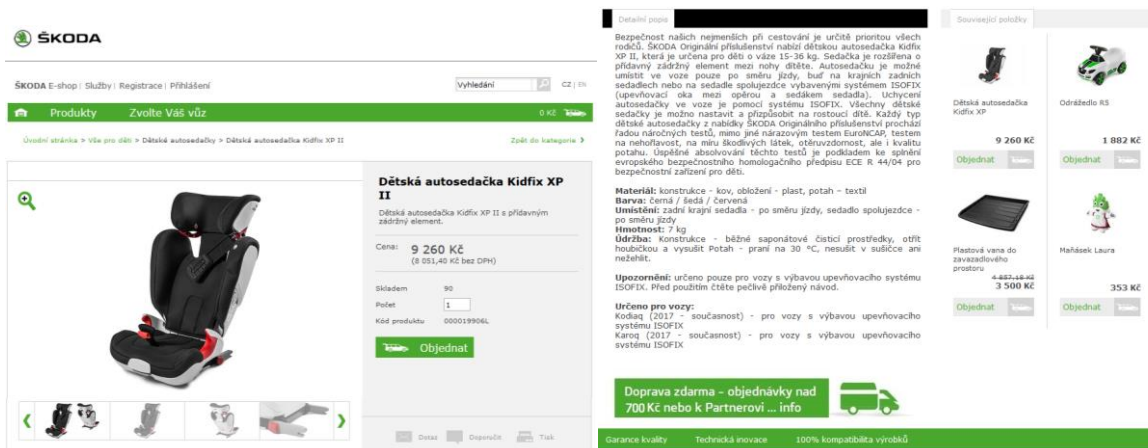 ŠKODA
ŠKODA E-shop | Služby | Registrace | Přihlášení
Vyhledání
CZ | EN
Produkty
Zvolte Váš vůz
0 Kč
Úvodní stránka > Vše pro děti > Dětské autosedačky > Dětská autosedačka Kidfix XP II
Zpět do kategorie
Dětská autosedačka Kidfix XP
II
Dětská autosedačka Kidfix XP II s přídavným
zádržný element.
Cena: 9 260 Kč
(8 051,40 Kč bez DPH)
Skladem 90
Počet 1
Kód produktu 000019906L
Objednat
Dotaz
Doporučit
Tisk
Detailní popis
Bezpečnost našich nejmenších při cestování je určitě prioritou všech
rodičů. ŠKODA Originální příslušenství nabízí dětskou autosedačku Kidfix
XP II, která je určena pro děti o váze 15-36 kg. Sedačka je rozšířena o
přídavný zádržný element mezi nohy dítěte. Autosedačku je možné
umístit ve voze pouze po směru jízdy, buď na krajních zadních
sedadlech nebo na sedadle spolujezdce vybaveným systémem ISOFIX
(upevňovací oka mezi opěrou a sedákem sedadla). Uchycení
autosedačky ve voze je pomocí systému ISOFIX. Všechny dětské
sedačky je možno nastavit a přizpůsobit na rostoucí dítě. Každý typ
dětské autosedačky z nabídky ŠKODA Originálního příslušenství prochází
řadou náročných testů, mimo jiné nárazovým testem EuroNCAP, testem
na nehořlavost, na míru škodlivých látek, otěruvzdornost, ale i kvalitu
potahu. Úspěšné absolvování těchto testů je podkladem ke splnění
evropského bezpečnostního homologačního předpisu ECE R 44/04 pro
bezpečnostní zařízení pro děti.
Materiál: konstrukce - kov, obložení - plast, potah – textil
Barva: černá / šedá / červená
Umístění: zadní krajní sedadla - po směru jízdy, sedadlo spolujezdce -
po směru jízdy
Hmotnost: 7 kg
Údržba: Konstrukce - běžné saponátové čisticí prostředky, otřít
houbičkou a vysušit Potah - praní na 30 °C, nesušit v sušičce ani
nežehlit.
Upozornění: určeno pouze pro vozy s výbavou upevňovacího systému
ISOFIX. Před použitím čtěte pečlivě přiložený návod.
Určeno pro vozy:
Kodiaq (2017 - současnost) - pro vozy s výbavou upevňovacího
systému ISOFIX
Karoq (2017 - současnost) - pro vozy s výbavou upevňovacího
systému ISOFIX
Doprava zdarma – objednávky nad
700 Kč nebo k Partnerovi ... info
Související položky
Dětská autosedačka
Kidfix XP
9 260 Kč
Objednat
Odrážedlo RS
1 882 Kč
Objednat
Plastová vana do
zavazadlového
prostoru
4 857,18 Kč
3 500 Kč
Objednat
Maňásek Laura
353 Kč
Objednat
Garance kvality
Technická inovace
100% kompatibilita výrobků